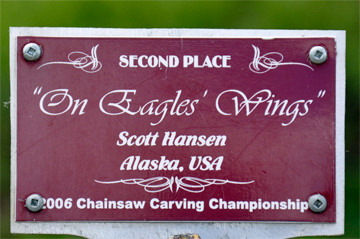 SECOND PLACE
"On Eagles' Wings"
Scott Hansen
Alaska, USA
2006 Chainsaw Carving Championship